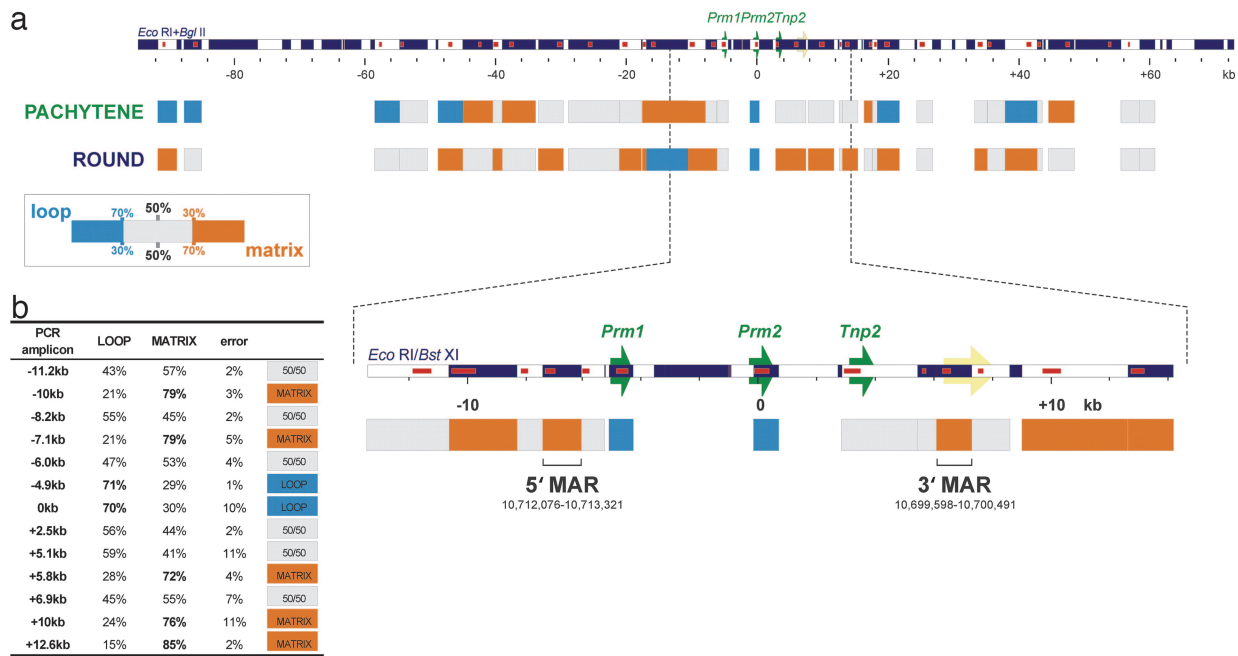 a
Prm1 Prm2 Tnp2
Eco RI+Bgl II
-80 -60 -40 -20 0 +20 +40 +60 kb
PACHYTENE
ROUND
loop 70% 50% 30%
30% 50% 70% matrix
b
PCR amplicon LOOP MATRIX error
-11.2kb 43% 57% 2% 50/50
-10kb 21% 79% 3% MATRIX
-8.2kb 55% 45% 2% 50/50
-7.1kb 21% 79% 5% MATRIX
-6.0kb 47% 53% 4% 50/50
-4.9kb 71% 29% 1% LOOP
0kb 70% 30% 10% LOOP
+2.5kb 56% 44% 2% 50/50
+5.1kb 59% 41% 11% 50/50
+5.8kb 28% 72% 4% MATRIX
+6.9kb 45% 55% 7% 50/50
+10kb 24% 76% 11% MATRIX
+12.6kb 15% 85% 2% MATRIX
Prm1 Prm2 Tnp2
Eco RI/Bst XI
-10 0 +10 kb
5' MAR 3' MAR
10,712,076-10,713,321 10,699,598-10,700,491